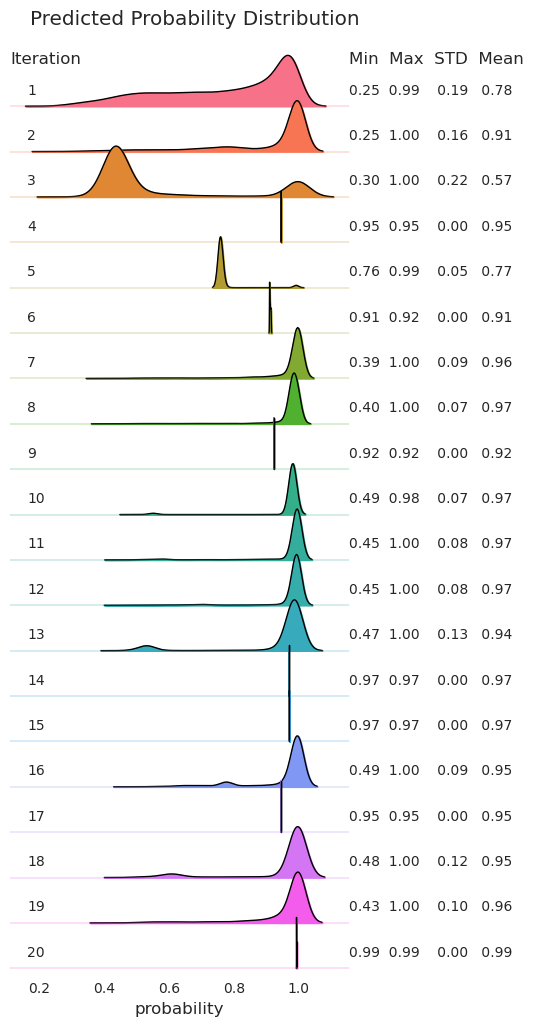 Predicted Probability Distribution
Iteration Min Max STD Mean
1 0.25 0.99 0.19 0.78
2 0.25 1.00 0.16 0.91
3 0.30 1.00 0.22 0.57
4 0.95 0.95 0.00 0.95
5 0.76 0.99 0.05 0.77
6 0.91 0.92 0.00 0.91
7 0.39 1.00 0.09 0.96
8 0.40 1.00 0.07 0.97
9 0.92 0.92 0.00 0.92
10 0.49 0.98 0.07 0.97
11 0.45 1.00 0.08 0.97
12 0.45 1.00 0.08 0.97
13 0.47 1.00 0.13 0.94
14 0.97 0.97 0.00 0.97
15 0.97 0.97 0.00 0.97
16 0.49 1.00 0.09 0.95
17 0.95 0.95 0.00 0.95
18 0.48 1.00 0.12 0.95
19 0.43 1.00 0.10 0.96
20 0.99 0.99 0.00 0.99
0.2 0.4 0.6 0.8 1.0
probability